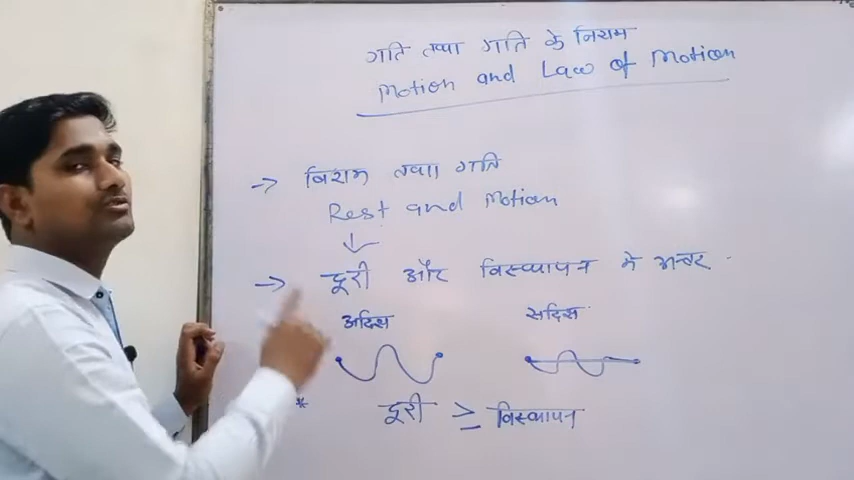 गति तथा गति के नियम
Motion and Law of Motion
→ विराम तथा गति
Rest and Motion
→ दूरी और विस्थापन में अन्तर
अदिश सदिश
* दूरी ≥ विस्थापन